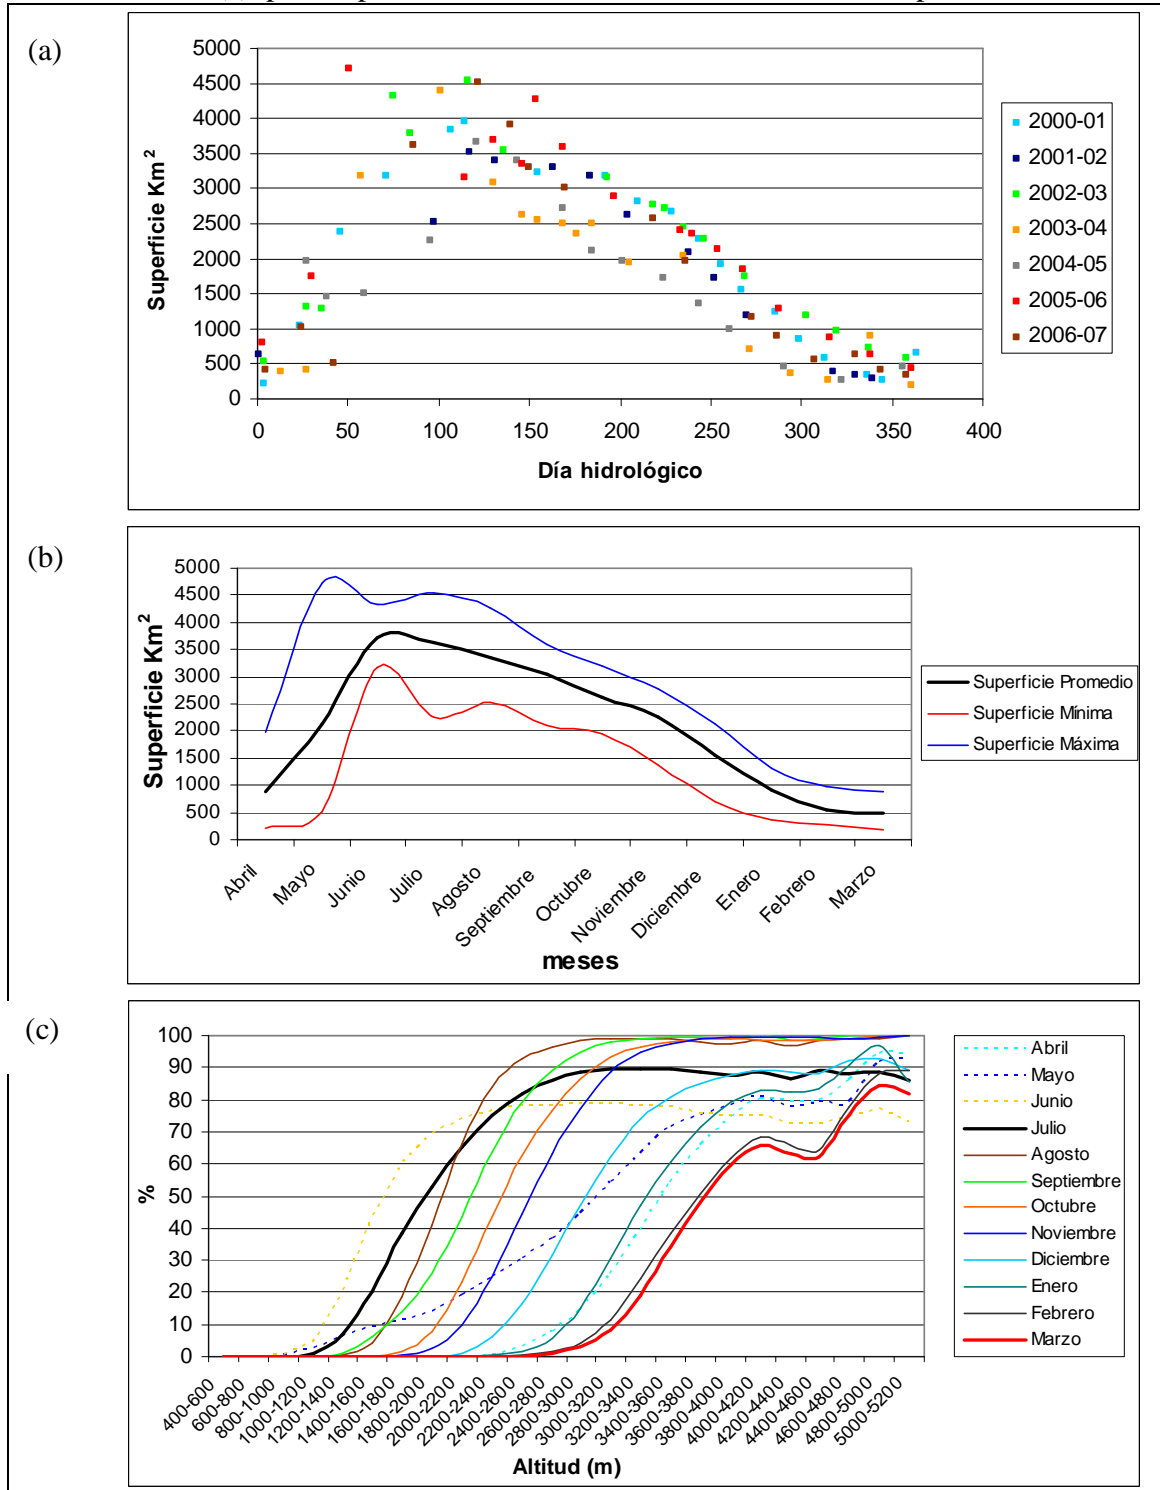 (a)
5000
4500
4000
3500
3000
2500
2000
1500
1000
500
0
Superficie Km²
0 50 100 150 200 250 300 350 400
Día hidrológico
2000-01
2001-02
2002-03
2003-04
2004-05
2005-06
2006-07
(b)
5000
4500
4000
3500
3000
2500
2000
1500
1000
500
0
Superficie Km²
Abril Mayo Junio Julio Agosto Septiembre Octubre Noviembre Diciembre Enero Febrero Marzo
meses
Superficie Promedio
Superficie Mínima
Superficie Máxima
(c)
100
90
80
70
60
50
40
30
20
10
0
%
400-600 600-800 800-1000 1000-1200 1200-1400 1400-1600 1600-1800 1800-2000 2000-2200 2200-2400 2400-2600 2600-2800 2800-3000 3000-3200 3200-3400 3400-3600 3600-3800 3800-4000 4000-4200 4200-4400 4400-4600 4600-4800 4800-5000 5000-5200
Altitud (m)
Abril
Mayo
Junio
Julio
Agosto
Septiembre
Octubre
Noviembre
Diciembre
Enero
Febrero
Marzo